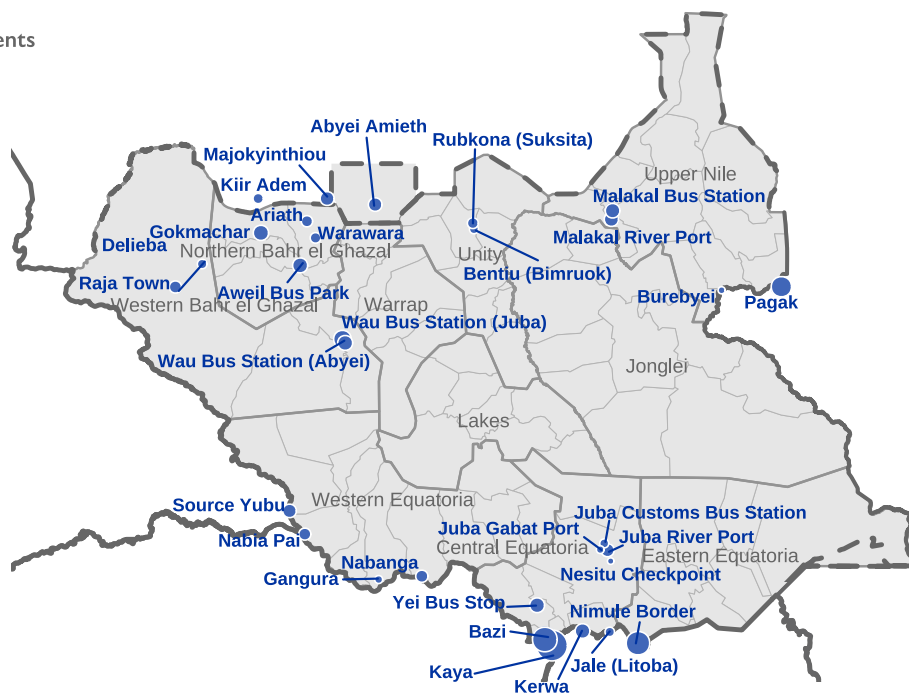 ents
Abyei Amieth
Rubkona (Suksita)
Majokyinthiou
Upper Nile
Kiir Adem
Malakal Bus Station
Ariath
Gokmachar
Warawara
Malakal River Port
Delieba
Northern Bahr el Ghazal
Unity
Bentiu (Bimruok)
Raja Town
Aweil Bus Park
Burebyei
Pagak
Western Bahr el Ghazal
Warrap
Wau Bus Station (Juba)
Wau Bus Station (Abyei)
Jonglei
Lakes
Western Equatoria
Source Yubu
Juba Customs Bus Station
Nabia Pai
Juba Gabat Port
Juba River Port
Central Equatoria
Eastern Equatoria
Nabanga
Gangura
Nesitu Checkpoint
Yei Bus Stop
Nimule Border
Bazi
Kaya
Jale (Litoba)
Kerwa